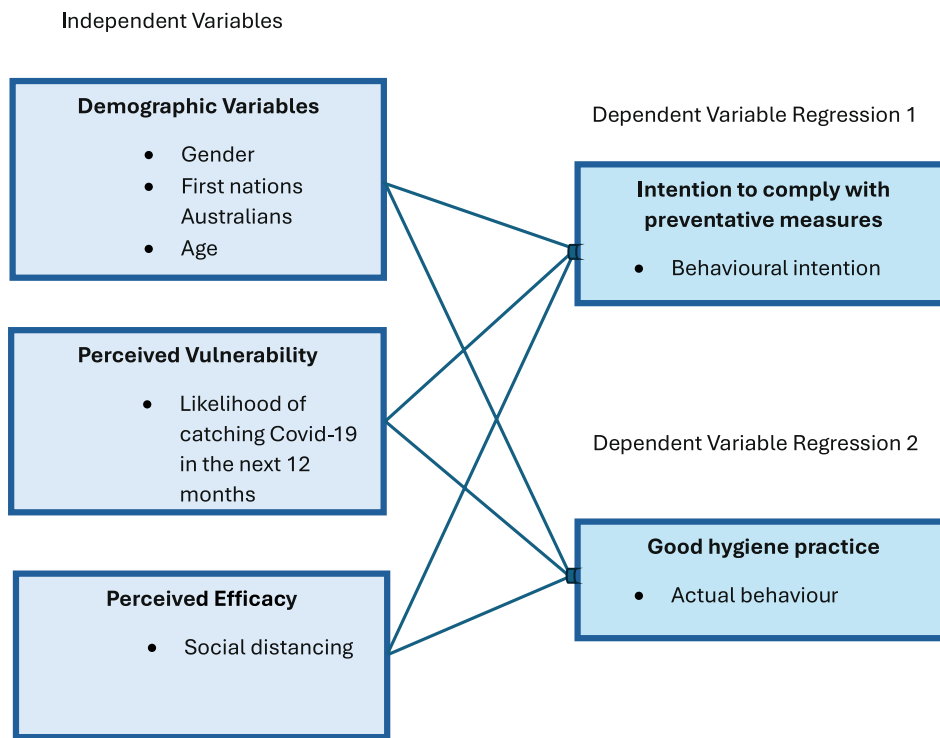 Independent Variables
Demographic Variables
• Gender
• First nations
Australians
• Age
Perceived Vulnerability
• Likelihood of
catching Covid-19
in the next 12
months
Perceived Efficacy
• Social distancing
Dependent Variable Regression 1
Intention to comply with
preventative measures
• Behavioural intention
Dependent Variable Regression 2
Good hygiene practice
• Actual behaviour